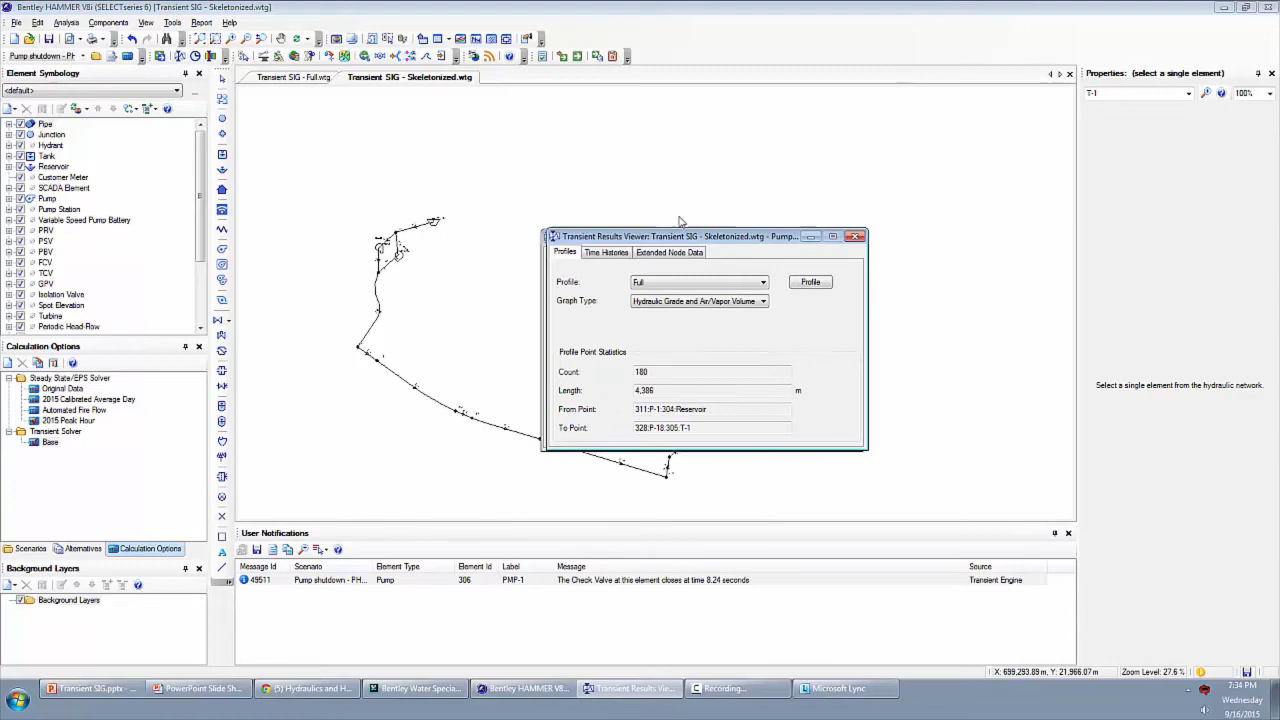 Bentley HAMMER V8i (SELECTseries 6) [Transient SIG - Skeletonized.wtg]
File Edit Analysis Components View Tools Report Help
Pump shutdown - PH
Element Symbology
<default>
Pipe
Junction
Hydrant
Tank
Reservoir
Customer Meter
SCADA Element
Pump
Pump Station
Variable Speed Pump Battery
PRV
PSV
PBV
FCV
TCV
GPV
Isolation Valve
Spot Elevation
Turbine
Periodic Head-Flow
Calculation Options
Steady State/EPS Solver
Original Data
2015 Calibrated Average Day
Automated Fire Flow
2015 Peak Hour
Transient Solver
Base
Scenarios Alternatives Calculation Options
Background Layers
Background Layers
Transient SIG - Full.wtg Transient SIG - Skeletonized.wtg
Transient Results Viewer: Transient SIG - Skeletonized.wtg - Pump...
Profiles Time Histories Extended Node Data
Profile: Full Profile
Graph Type: Hydraulic Grade and Air/Vapor Volume
Profile Point Statistics
Count: 180
Length: 4,386 m
From Point: 311:P-1:304:Reservoir
To Point: 328:P-18:305:T-1
User Notifications
Message Id Scenario Element Type Element Id Label Message Source
49511 Pump shutdown - PH... Pump 306 PMP-1 The Check Valve at this element closes at time 8.24 seconds Transient Engine
Properties: (select a single element)
T-1 100%
Select a single element from the hydraulic network.
X: 699,293.89 m, Y: 21,966.07 m Zoom Level: 27.6 %
Transient SIG.pptx - ... PowerPoint Slide Sh... (5) Hydraulics and H... Bentley Water Specia... Bentley HAMMER V8... Transient Results Vie... Recording... Microsoft Lync
7:34 PM
Wednesday
9/16/2015